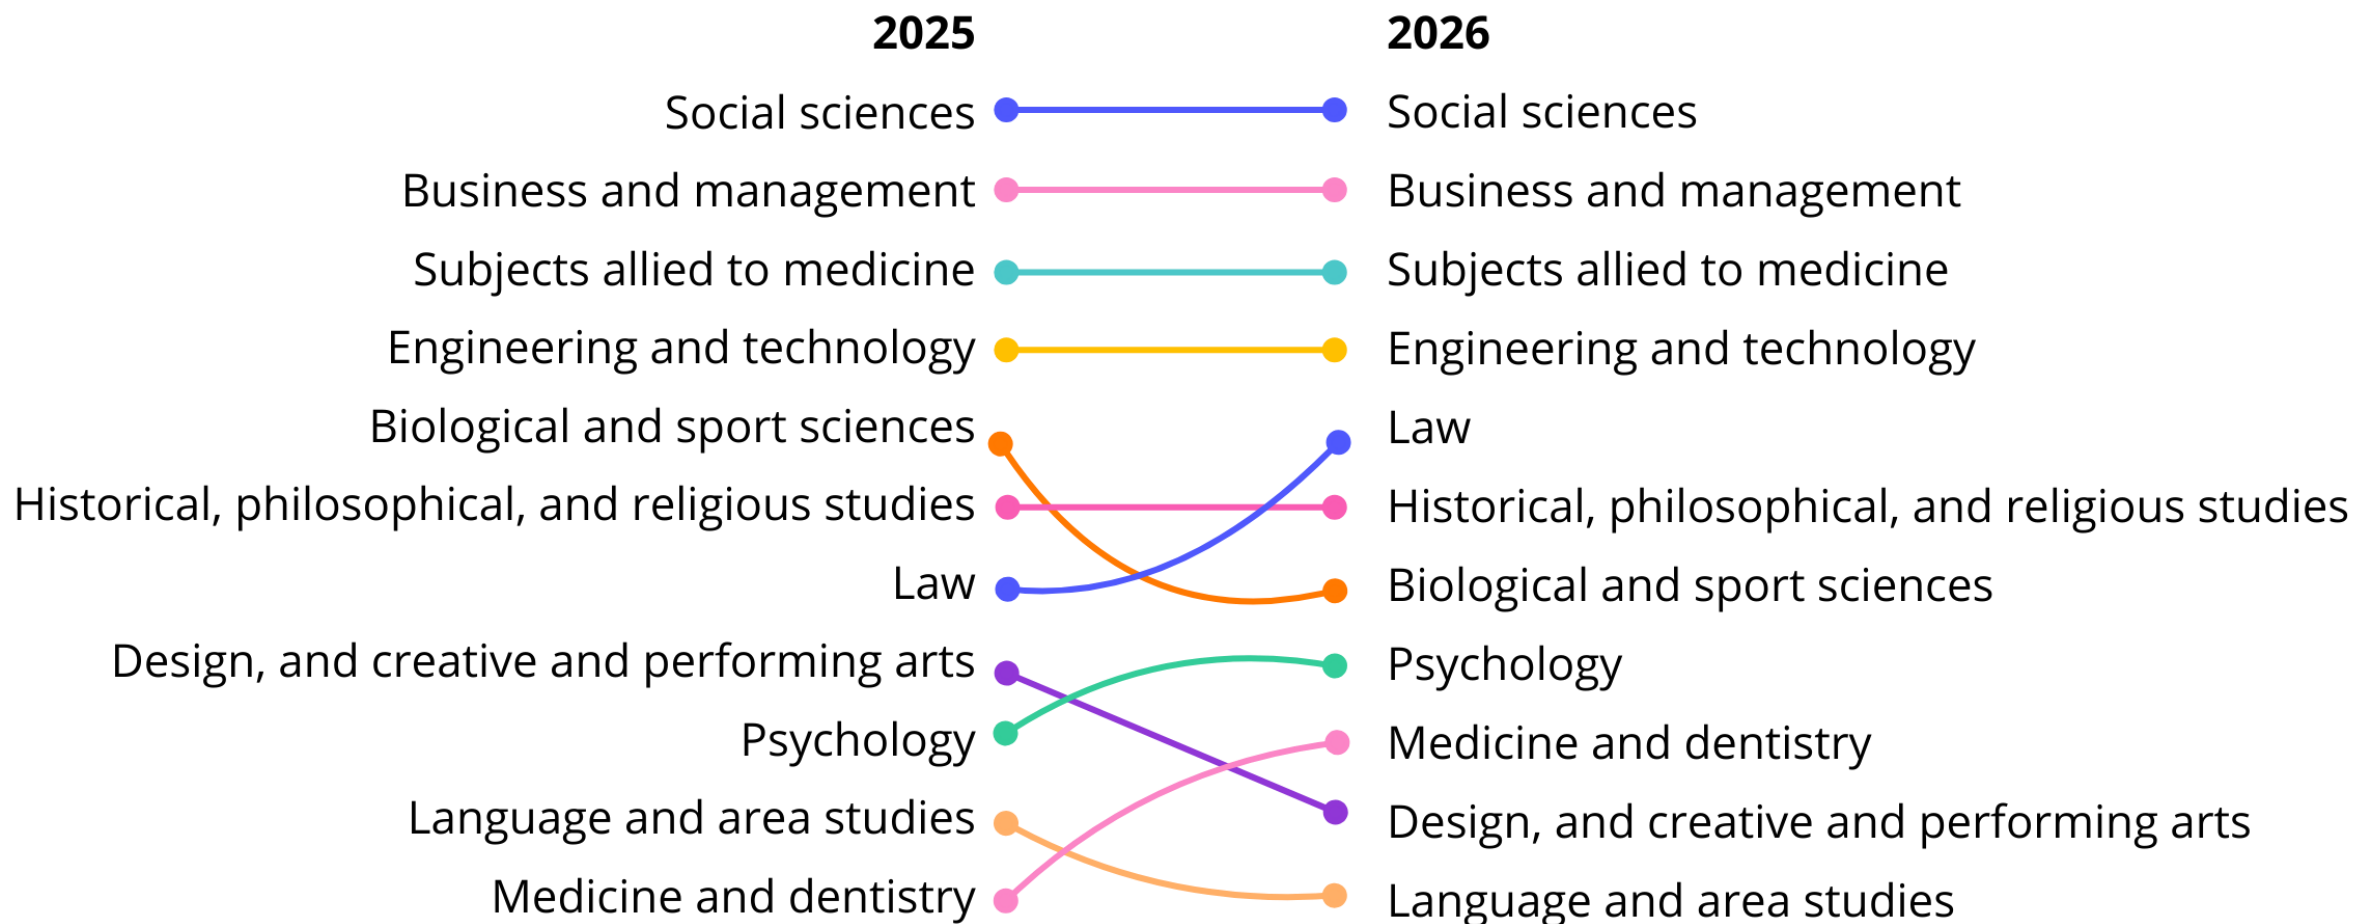 2025 2026
Social sciences Social sciences
Business and management Business and management
Subjects allied to medicine Subjects allied to medicine
Engineering and technology Engineering and technology
Biological and sport sciences Law
Historical, philosophical, and religious studies Historical, philosophical, and religious studies
Law Biological and sport sciences
Design, and creative and performing arts Psychology
Psychology Medicine and dentistry
Language and area studies Design, and creative and performing arts
Medicine and dentistry Language and area studies